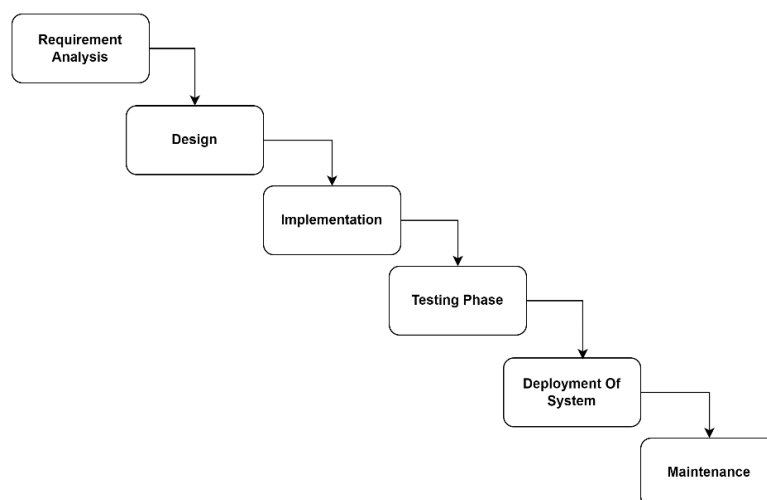 Requirement
Analysis
Design
Implementation
Testing Phase
Deployment Of
System
Maintenance